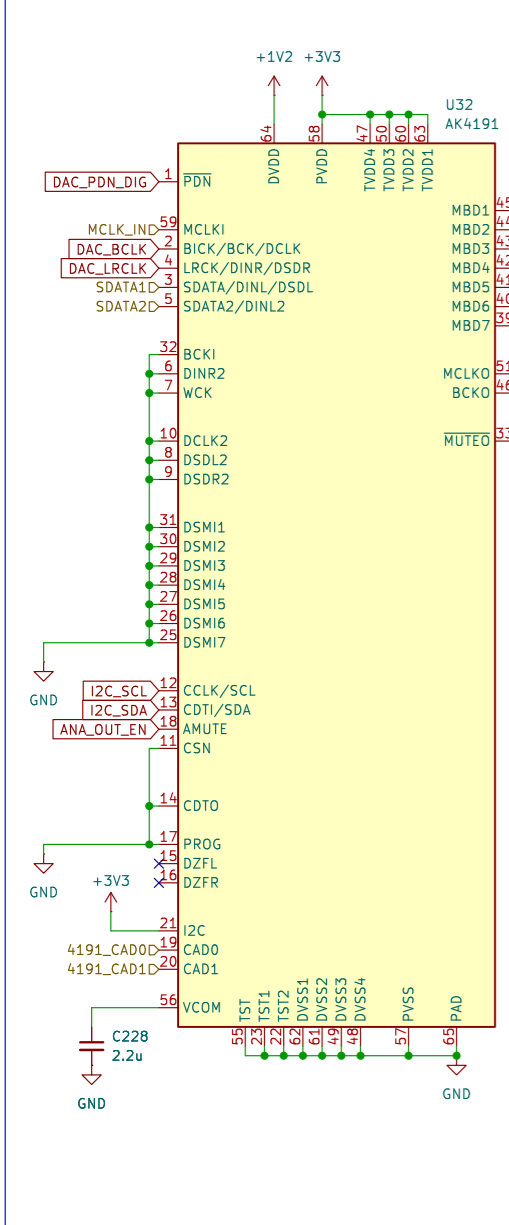 +1V2 +3V3
U32
AK4191
64 58 47 50 60 63
DVDD PVDD TVDD4 TVDD3 TVDD2 TVDD1
DAC_PDN_DIG 1 PDN
MBD1 45
MCLK_IN 59 MCLKI MBD2 44
DAC_BCLK 2 BICK/BCK/DCLK MBD3 43
DAC_LRCLK 4 LRCK/DINR/DSDR MBD4 42
SDATA1 3 SDATA/DINL/DSDL MBD5 41
SDATA2 5 SDATA2/DINL2 MBD6 40
MBD7 39
32 BCKI
6 DINR2 MCLKO 51
7 WCK BCKO 46
10 DCLK2 MUTEO 33
8 DSDL2
9 DSDR2
31 DSMI1
30 DSMI2
29 DSMI3
28 DSMI4
27 DSMI5
26 DSMI6
25 DSMI7
GND
I2C_SCL 12 CCLK/SCL
I2C_SDA 13 CDTI/SDA
ANA_OUT_EN 18 AMUTE
11 CSN
14 CDTO
17 PROG
15 DZFL
GND
+3V3 16 DZFR
21 I2C
4191_CAD0 19 CAD0
4191_CAD1 20 CAD1
56 VCOM
TST TST1 TST2 DVSS1 DVSS2 DVSS3 DVSS4 PVSS PAD
55 23 22 62 61 49 48 57 65
C228
2.2u
GND
GND